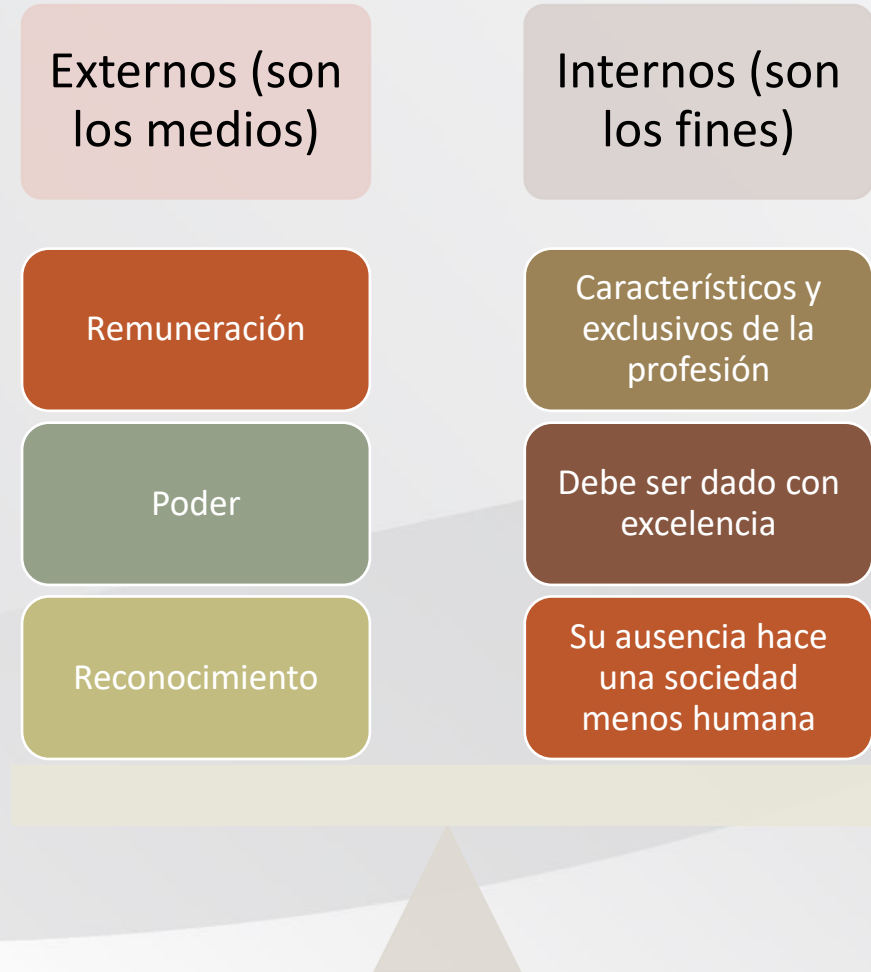 Externos (son
los medios)
Remuneración
Poder
Reconocimiento
Internos (son
los fines)
Característicos y
exclusivos de la
profesión
Debe ser dado con
excelencia
Su ausencia hace
una sociedad
menos humana